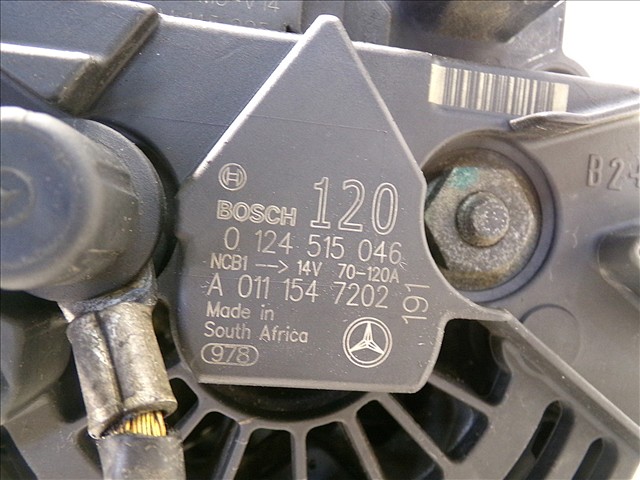 BOSCH 120
0 124 515 046
NCB1 --> 14V 70-120A
A 011 154 7202
191
Made in
South Africa
978
B2+